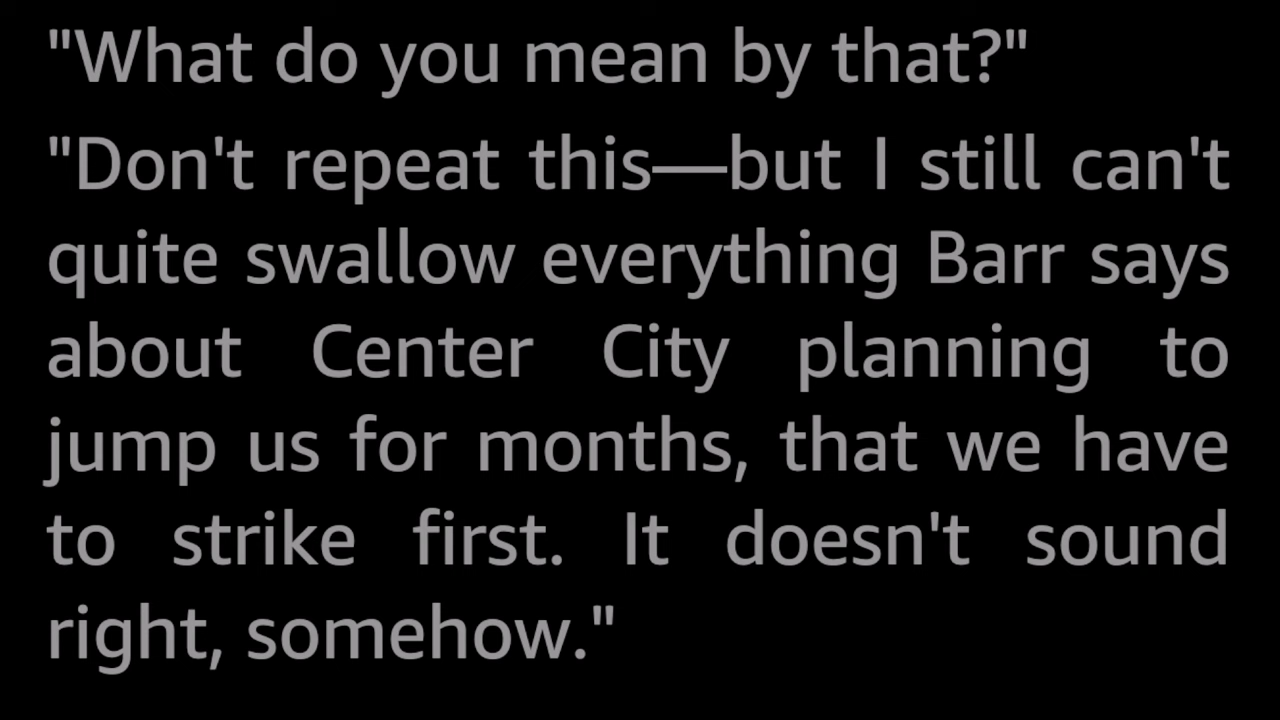 "What do you mean by that?"
"Don't repeat this—but I still can't
quite swallow everything Barr says
about Center City planning to
jump us for months, that we have
to strike first. It doesn't sound
right, somehow."